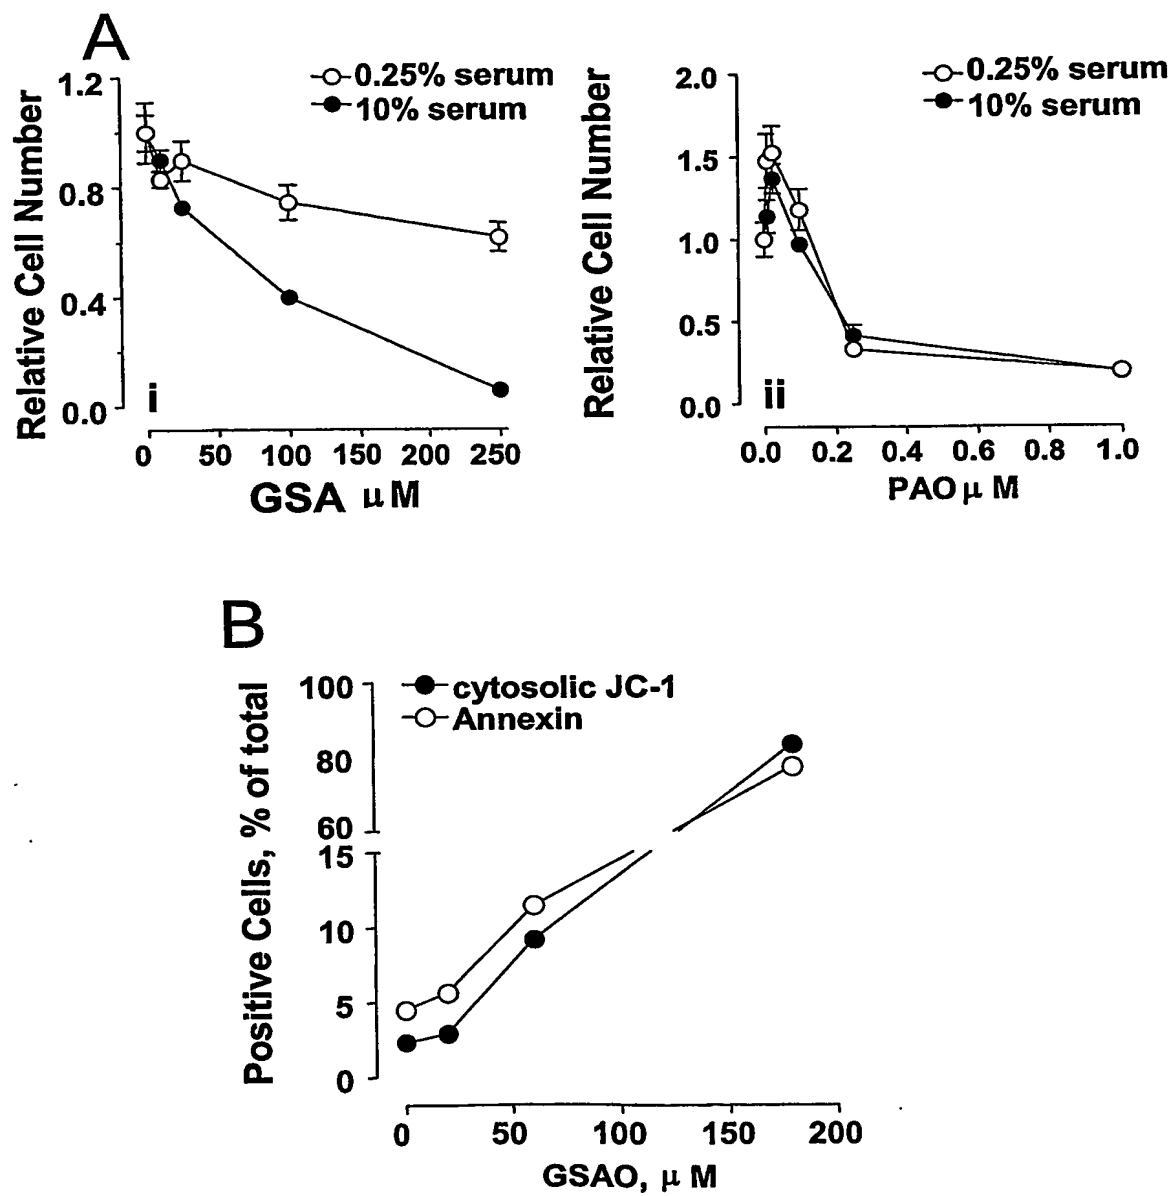 A
Relative Cell Number
1.2
0.8
0.4
0.0
0.25% serum
10% serum
i
0 50 100 150 200 250
GSA μ M
Relative Cell Number
2.0
1.5
1.0
0.5
0.0
0.25% serum
10% serum
ii
0.0 0.2 0.4 0.6 0.8 1.0
PAO μ M
B
Positive Cells, % of total
100
80
60
15
10
5
0
cytosolic JC-1
Annexin
0 50 100 150 200
GSAO, μ M